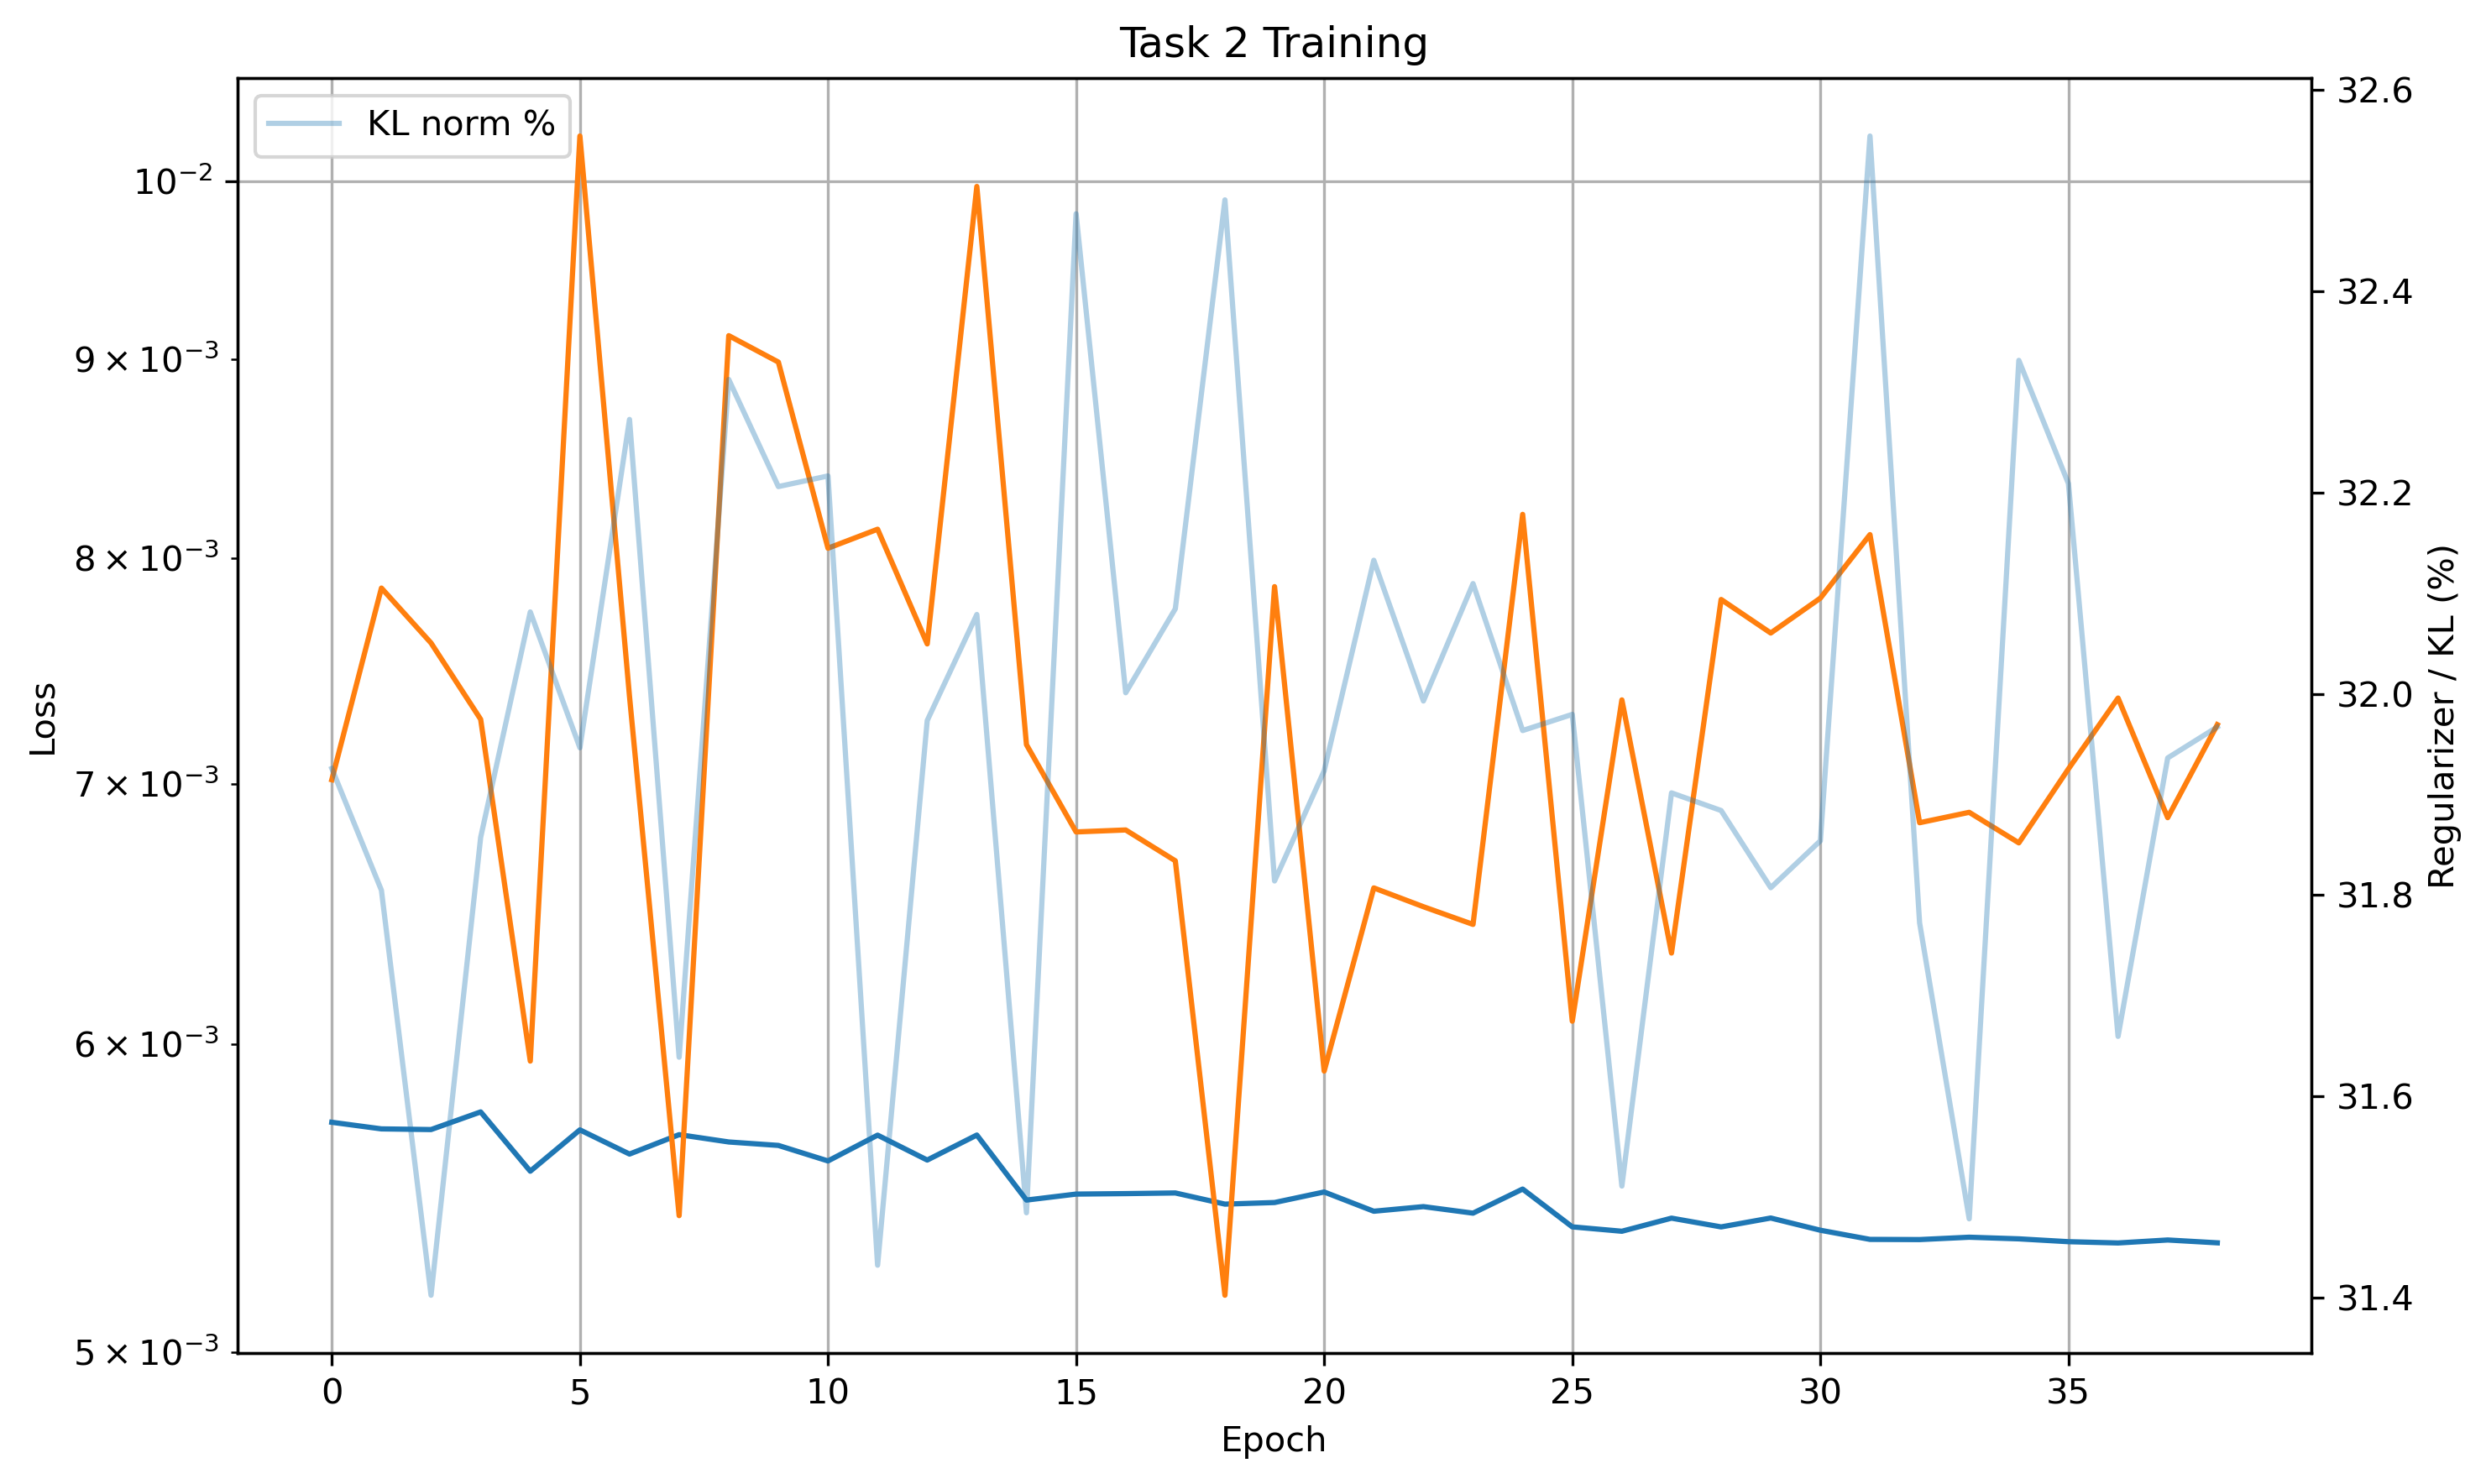 Task 2 Training
KL norm %
10⁻²
9 × 10⁻³
8 × 10⁻³
7 × 10⁻³
6 × 10⁻³
5 × 10⁻³
Loss
32.6
32.4
32.2
32.0
31.8
31.6
31.4
Regularizer / KL (%)
0 5 10 15 20 25 30 35
Epoch